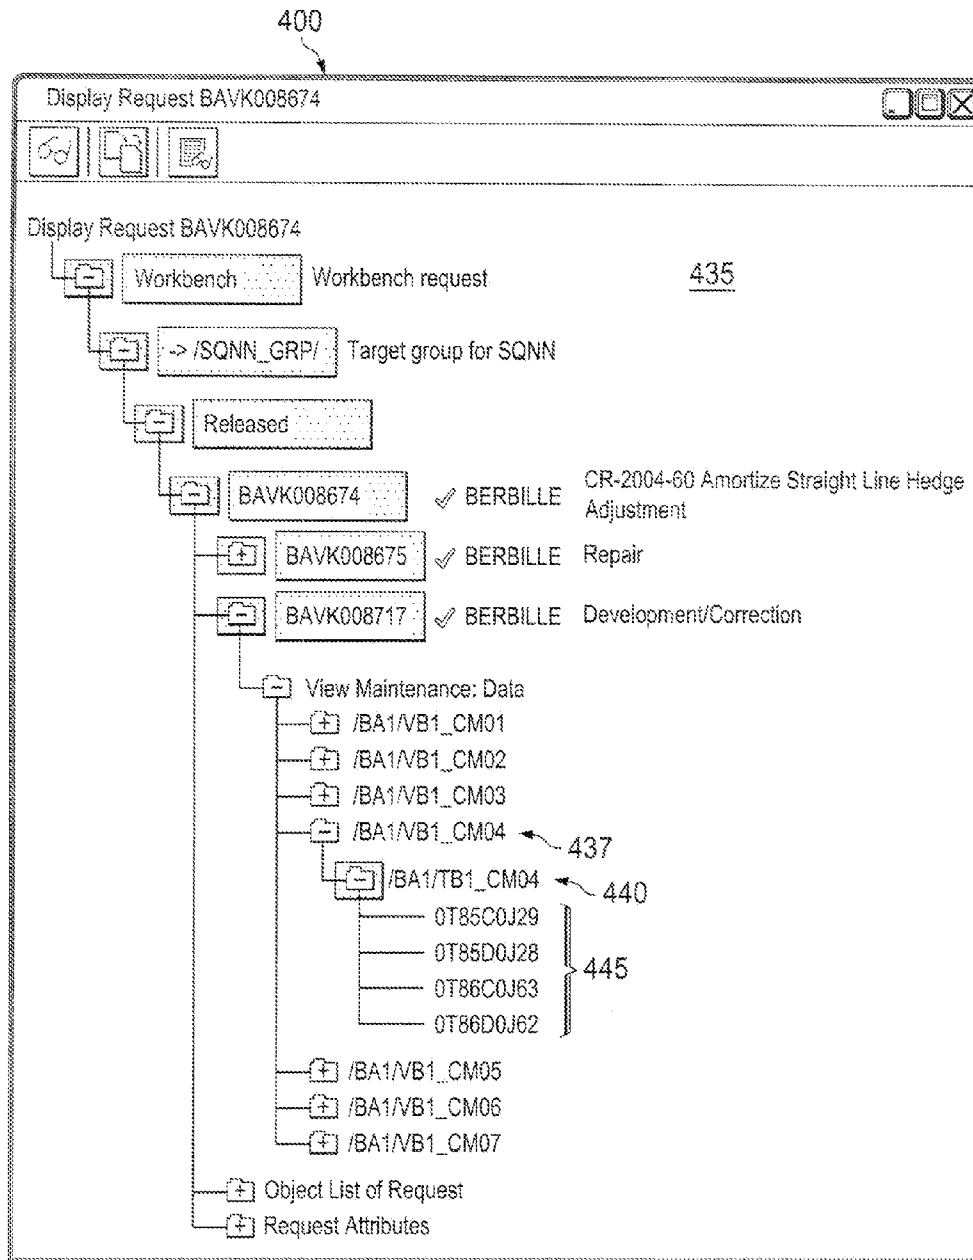 400
Display Request BAVK008674
Display Request BAVK008674
Workbench Workbench request 435
-> /SQNN_GRP/ Target group for SQNN
Released
BAVK008674 BERBILLE CR-2004-60 Amortize Straight Line Hedge
Adjustment
BAVK008675 BERBILLE Repair
BAVK008717 BERBILLE Development/Correction
View Maintenance: Data
/BA1/VB1_CM01
/BA1/VB1_CM02
/BA1/VB1_CM03
/BA1/VB1_CM04 437
/BA1/TB1_CM04 440
0T85C0J29
0T85D0J28
445
0T86C0J63
0T86D0J62
/BA1/VB1_CM05
/BA1/VB1_CM06
/BA1/VB1_CM07
Object List of Request
Request Attributes